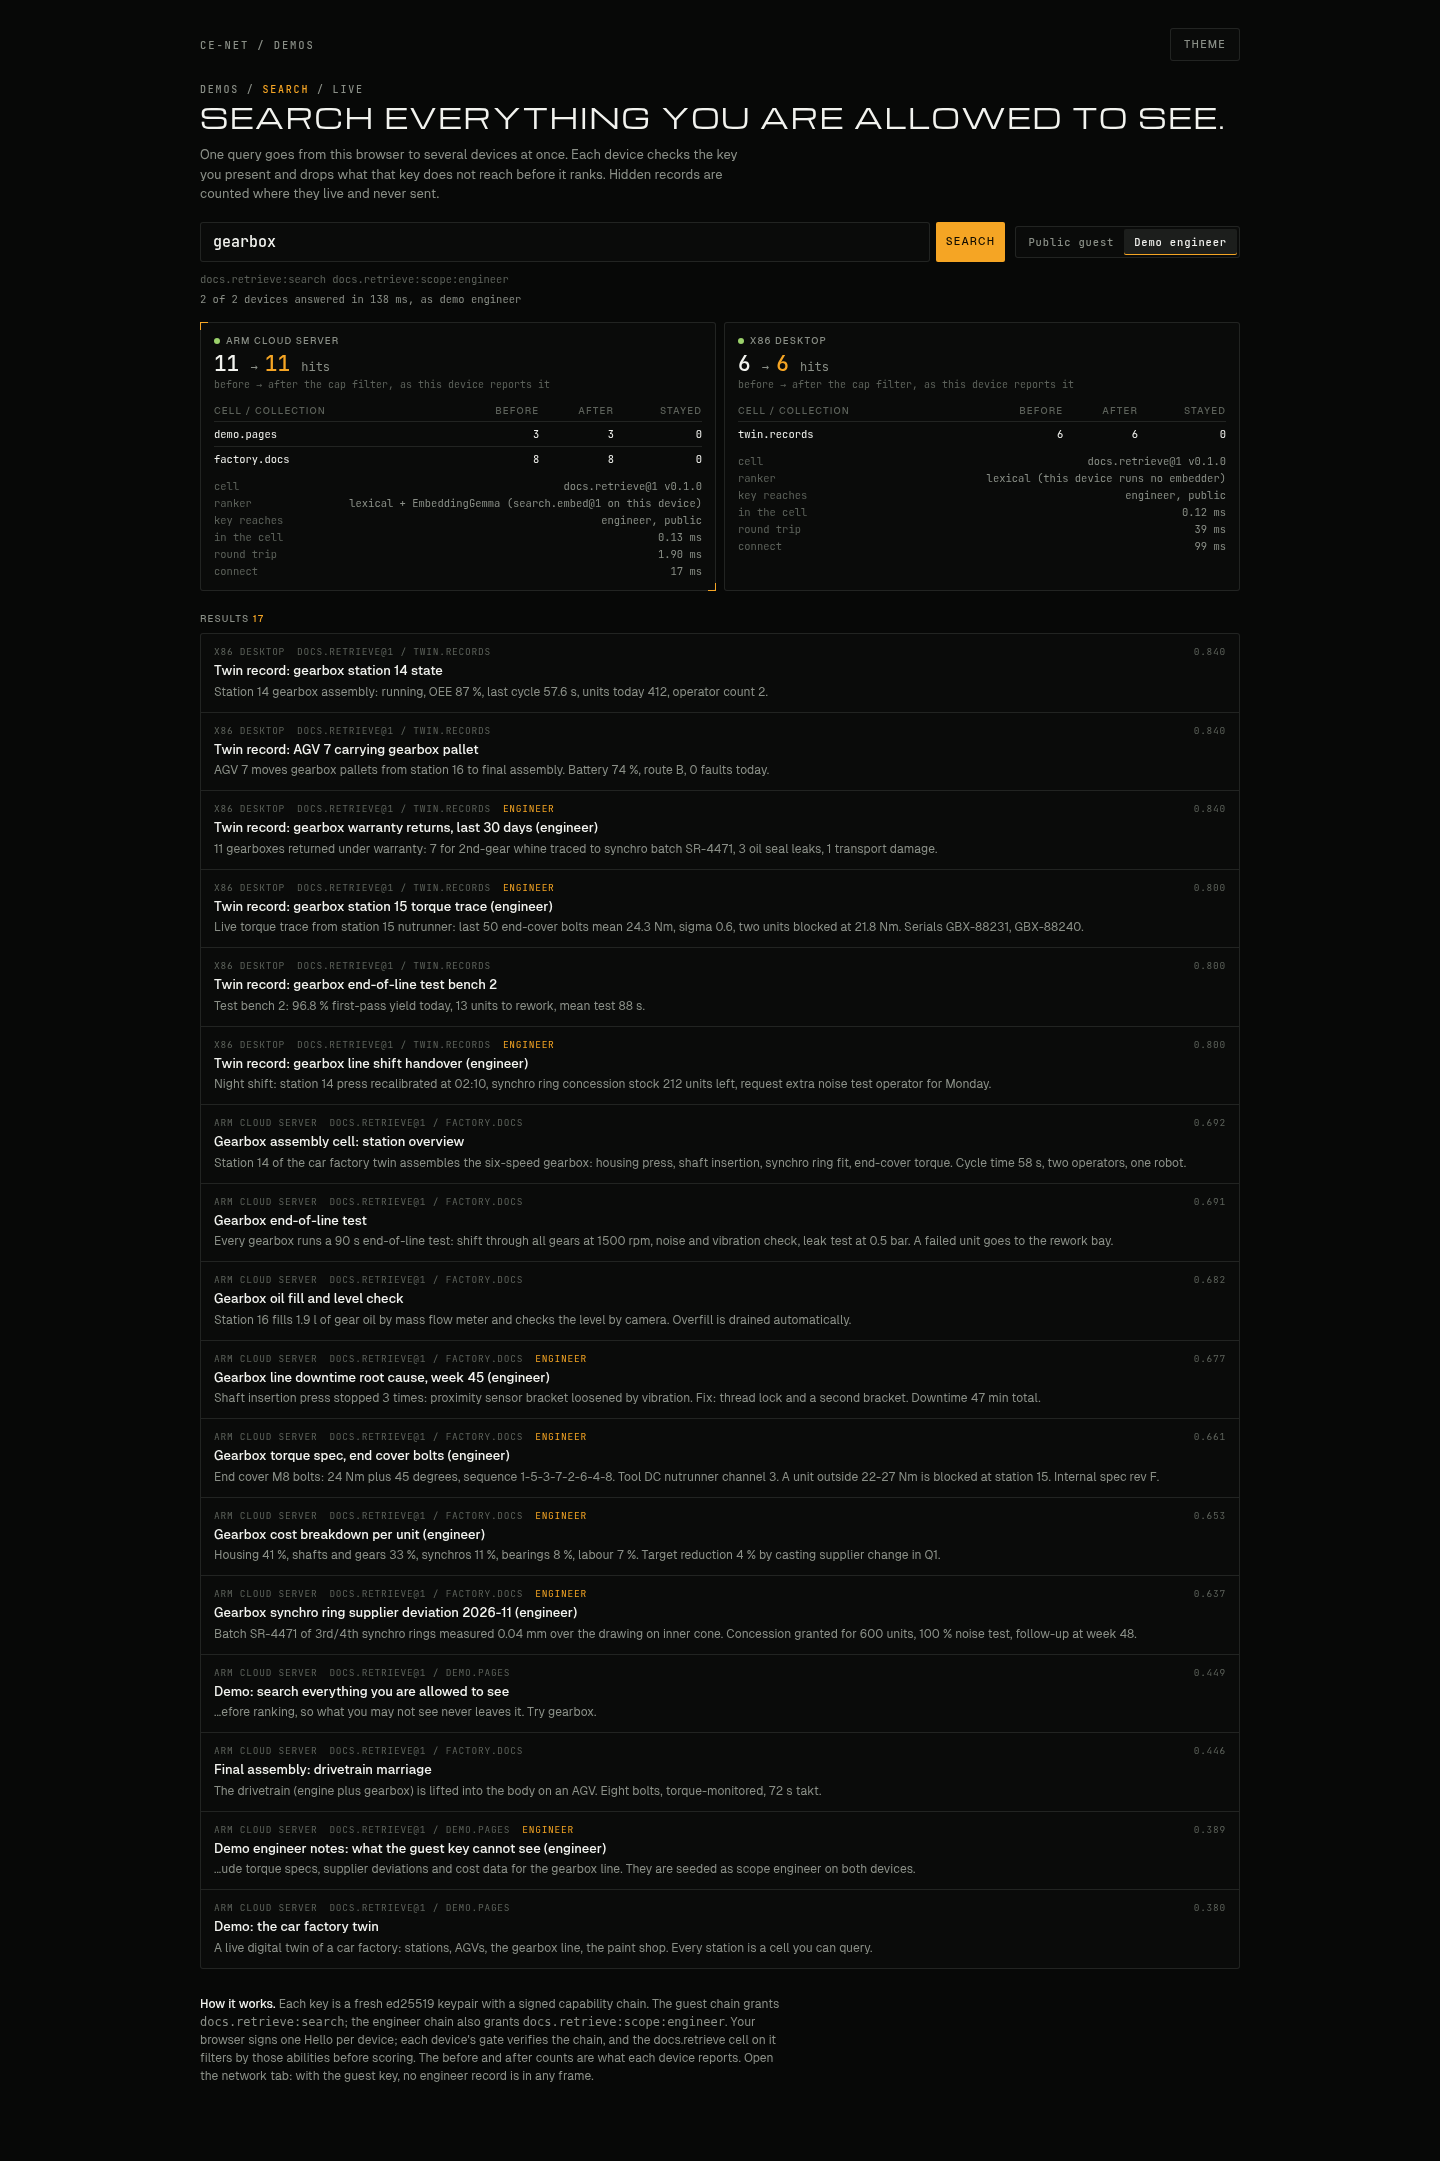 CE-NET / DEMOS
THEME
DEMOS / SEARCH / LIVE
SEARCH EVERYTHING YOU ARE ALLOWED TO SEE.
One query goes from this browser to several devices at once. Each device checks the key
you present and drops what that key does not reach before it ranks. Hidden records are
counted where they live and never sent.
gearbox
SEARCH
Public guest
Demo engineer
docs.retrieve:search docs.retrieve:scope:engineer
2 of 2 devices answered in 138 ms, as demo engineer
ARM CLOUD SERVER
11 → 11 hits
before → after the cap filter, as this device reports it
CELL / COLLECTION BEFORE AFTER STAYED
demo.pages 3 3 0
factory.docs 8 8 0
cell docs.retrieve@1 v0.1.0
ranker lexical + EmbeddingGemma (search.embed@1 on this device)
key reaches engineer, public
in the cell 0.13 ms
round trip 1.90 ms
connect 17 ms
X86 DESKTOP
6 → 6 hits
before → after the cap filter, as this device reports it
CELL / COLLECTION BEFORE AFTER STAYED
twin.records 6 6 0
cell docs.retrieve@1 v0.1.0
ranker lexical (this device runs no embedder)
key reaches engineer, public
in the cell 0.12 ms
round trip 39 ms
connect 99 ms
RESULTS 17
X86 DESKTOP DOCS.RETRIEVE@1 / TWIN.RECORDS 0.840
Twin record: gearbox station 14 state
Station 14 gearbox assembly: running, OEE 87 %, last cycle 57.6 s, units today 412, operator count 2.
X86 DESKTOP DOCS.RETRIEVE@1 / TWIN.RECORDS 0.840
Twin record: AGV 7 carrying gearbox pallet
AGV 7 moves gearbox pallets from station 16 to final assembly. Battery 74 %, route B, 0 faults today.
X86 DESKTOP DOCS.RETRIEVE@1 / TWIN.RECORDS ENGINEER 0.840
Twin record: gearbox warranty returns, last 30 days (engineer)
11 gearboxes returned under warranty: 7 for 2nd-gear whine traced to synchro batch SR-4471, 3 oil seal leaks, 1 transport damage.
X86 DESKTOP DOCS.RETRIEVE@1 / TWIN.RECORDS ENGINEER 0.800
Twin record: gearbox station 15 torque trace (engineer)
Live torque trace from station 15 nutrunner: last 50 end-cover bolts mean 24.3 Nm, sigma 0.6, two units blocked at 21.8 Nm. Serials GBX-88231, GBX-88240.
X86 DESKTOP DOCS.RETRIEVE@1 / TWIN.RECORDS 0.800
Twin record: gearbox end-of-line test bench 2
Test bench 2: 96.8 % first-pass yield today, 13 units to rework, mean test 88 s.
X86 DESKTOP DOCS.RETRIEVE@1 / TWIN.RECORDS ENGINEER 0.800
Twin record: gearbox line shift handover (engineer)
Night shift: station 14 press recalibrated at 02:10, synchro ring concession stock 212 units left, request extra noise test operator for Monday.
ARM CLOUD SERVER DOCS.RETRIEVE@1 / FACTORY.DOCS 0.692
Gearbox assembly cell: station overview
Station 14 of the car factory twin assembles the six-speed gearbox: housing press, shaft insertion, synchro ring fit, end-cover torque. Cycle time 58 s, two operators, one robot.
ARM CLOUD SERVER DOCS.RETRIEVE@1 / FACTORY.DOCS 0.691
Gearbox end-of-line test
Every gearbox runs a 90 s end-of-line test: shift through all gears at 1500 rpm, noise and vibration check, leak test at 0.5 bar. A failed unit goes to the rework bay.
ARM CLOUD SERVER DOCS.RETRIEVE@1 / FACTORY.DOCS 0.682
Gearbox oil fill and level check
Station 16 fills 1.9 l of gear oil by mass flow meter and checks the level by camera. Overfill is drained automatically.
ARM CLOUD SERVER DOCS.RETRIEVE@1 / FACTORY.DOCS ENGINEER 0.677
Gearbox line downtime root cause, week 45 (engineer)
Shaft insertion press stopped 3 times: proximity sensor bracket loosened by vibration. Fix: thread lock and a second bracket. Downtime 47 min total.
ARM CLOUD SERVER DOCS.RETRIEVE@1 / FACTORY.DOCS ENGINEER 0.661
Gearbox torque spec, end cover bolts (engineer)
End cover M8 bolts: 24 Nm plus 45 degrees, sequence 1-5-3-7-2-6-4-8. Tool DC nutrunner channel 3. A unit outside 22-27 Nm is blocked at station 15. Internal spec rev F.
ARM CLOUD SERVER DOCS.RETRIEVE@1 / FACTORY.DOCS ENGINEER 0.653
Gearbox cost breakdown per unit (engineer)
Housing 41 %, shafts and gears 33 %, synchros 11 %, bearings 8 %, labour 7 %. Target reduction 4 % by casting supplier change in Q1.
ARM CLOUD SERVER DOCS.RETRIEVE@1 / FACTORY.DOCS ENGINEER 0.637
Gearbox synchro ring supplier deviation 2026-11 (engineer)
Batch SR-4471 of 3rd/4th synchro rings measured 0.04 mm over the drawing on inner cone. Concession granted for 600 units, 100 % noise test, follow-up at week 48.
ARM CLOUD SERVER DOCS.RETRIEVE@1 / DEMO.PAGES 0.449
Demo: search everything you are allowed to see
…efore ranking, so what you may not see never leaves it. Try gearbox.
ARM CLOUD SERVER DOCS.RETRIEVE@1 / FACTORY.DOCS 0.446
Final assembly: drivetrain marriage
The drivetrain (engine plus gearbox) is lifted into the body on an AGV. Eight bolts, torque-monitored, 72 s takt.
ARM CLOUD SERVER DOCS.RETRIEVE@1 / DEMO.PAGES ENGINEER 0.389
Demo engineer notes: what the guest key cannot see (engineer)
…ude torque specs, supplier deviations and cost data for the gearbox line. They are seeded as scope engineer on both devices.
ARM CLOUD SERVER DOCS.RETRIEVE@1 / DEMO.PAGES 0.380
Demo: the car factory twin
A live digital twin of a car factory: stations, AGVs, the gearbox line, the paint shop. Every station is a cell you can query.
How it works. Each key is a fresh ed25519 keypair with a signed capability chain. The guest chain grants
docs.retrieve:search; the engineer chain also grants docs.retrieve:scope:engineer. Your
browser signs one Hello per device; each device's gate verifies the chain, and the docs.retrieve cell on it
filters by those abilities before scoring. The before and after counts are what each device reports. Open
the network tab: with the guest key, no engineer record is in any frame.